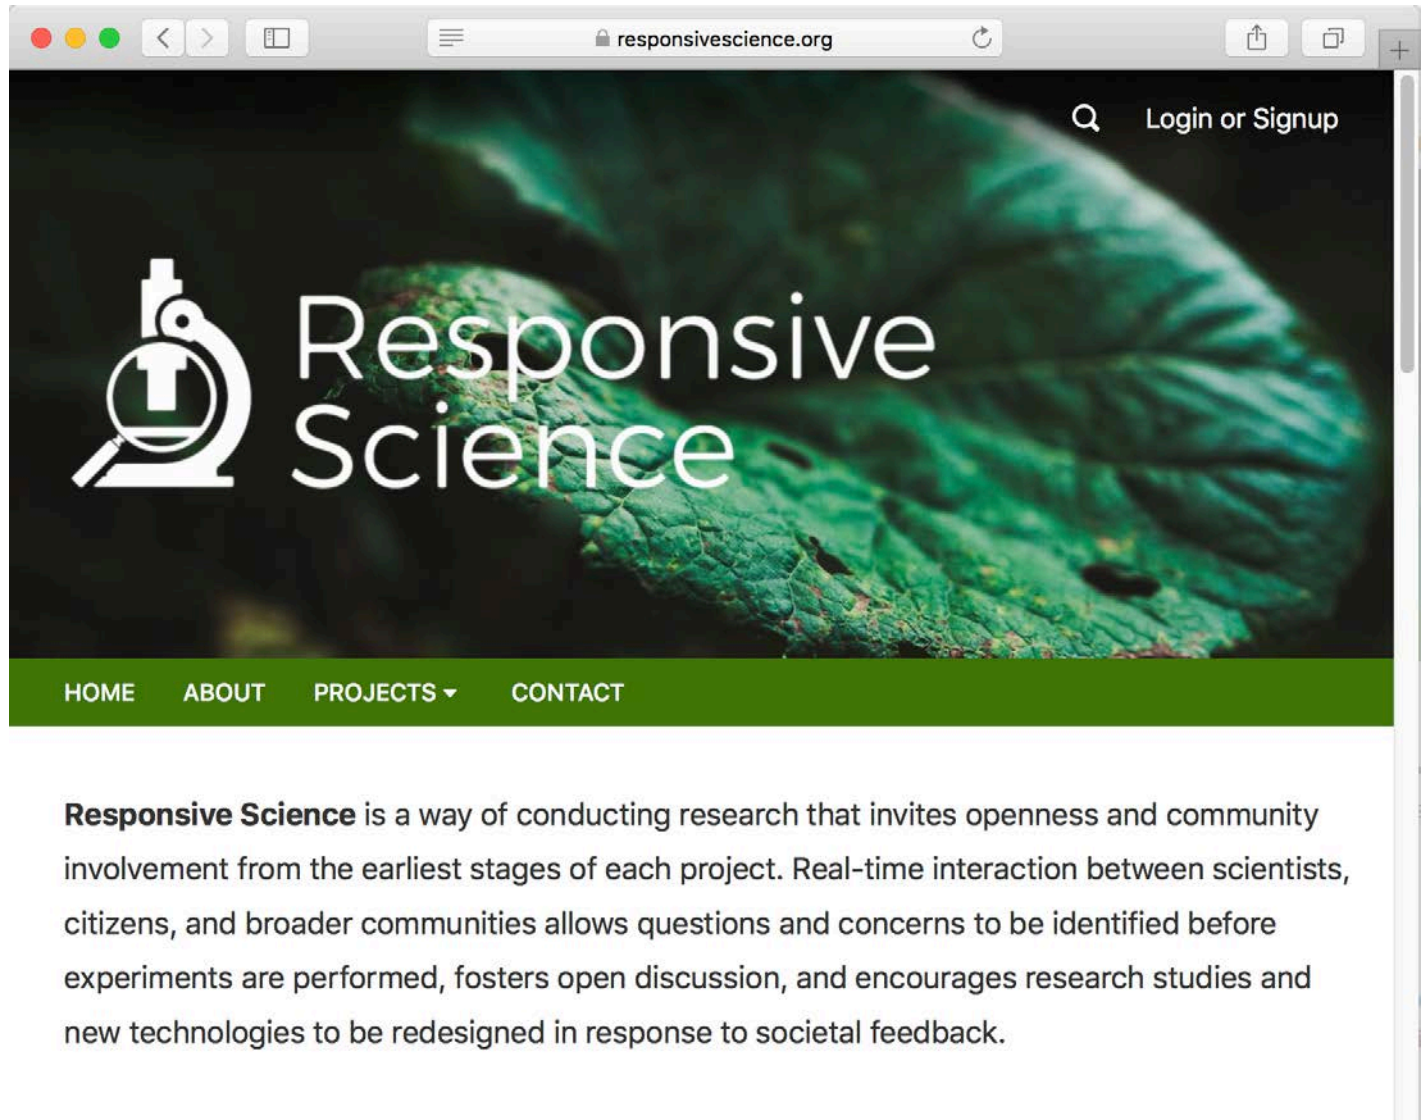 responsivescience.org
Login or Signup
Responsive
Science
HOME ABOUT PROJECTS CONTACT
Responsive Science is a way of conducting research that invites openness and community
involvement from the earliest stages of each project. Real-time interaction between scientists,
citizens, and broader communities allows questions and concerns to be identified before
experiments are performed, fosters open discussion, and encourages research studies and
new technologies to be redesigned in response to societal feedback.